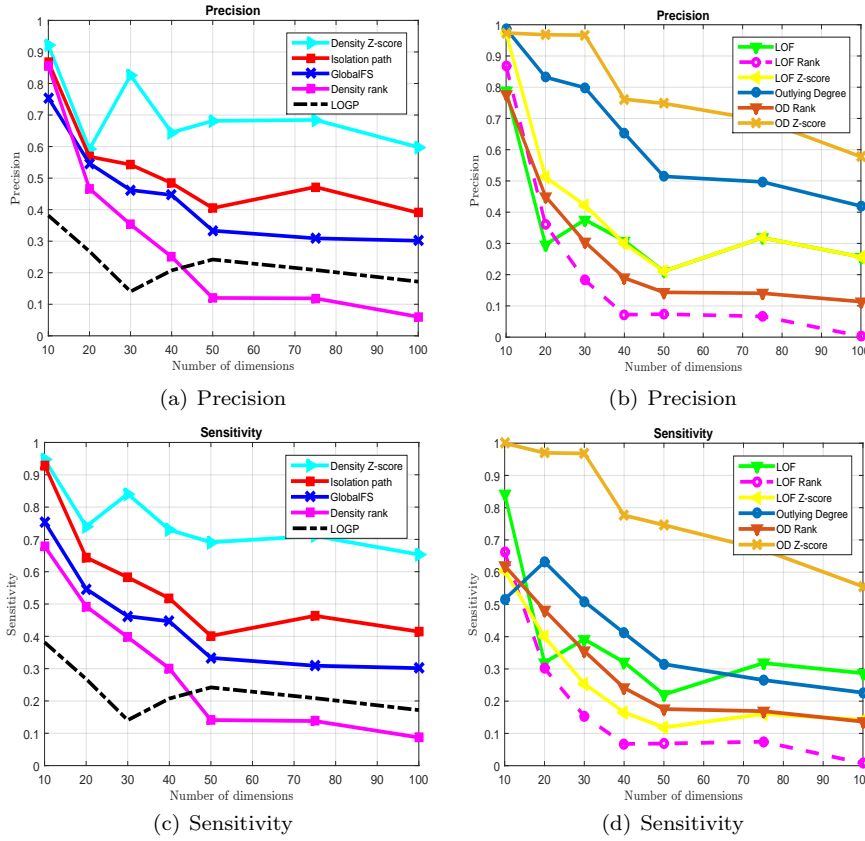 Precision
Precision
1
0.9
0.8
0.7
0.6
0.5
0.4
0.3
0.2
0.1
0
10 20 30 40 50 60 70 80 90 100
Number of dimensions
Density Z-score
Isolation path
GlobalFS
Density rank
LOGP
(a) Precision
Precision
Precision
1
0.9
0.8
0.7
0.6
0.5
0.4
0.3
0.2
0.1
0
10 20 30 40 50 60 70 80 90 100
Number of dimensions
LOF
LOF Rank
LOF Z-score
Outlying Degree
OD Rank
OD Z-score
(b) Precision
Sensitivity
Sensitivity
1
0.9
0.8
0.7
0.6
0.5
0.4
0.3
0.2
0.1
0
10 20 30 40 50 60 70 80 90 100
Number of dimensions
Density Z-score
Isolation path
GlobalFS
Density rank
LOGP
(c) Sensitivity
Sensitivity
Sensitivity
1
0.9
0.8
0.7
0.6
0.5
0.4
0.3
0.2
0.1
0
10 20 30 40 50 60 70 80 90 100
Number of dimensions
LOF
LOF Rank
LOF Z-score
Outlying Degree
OD Rank
OD Z-score
(d) Sensitivity